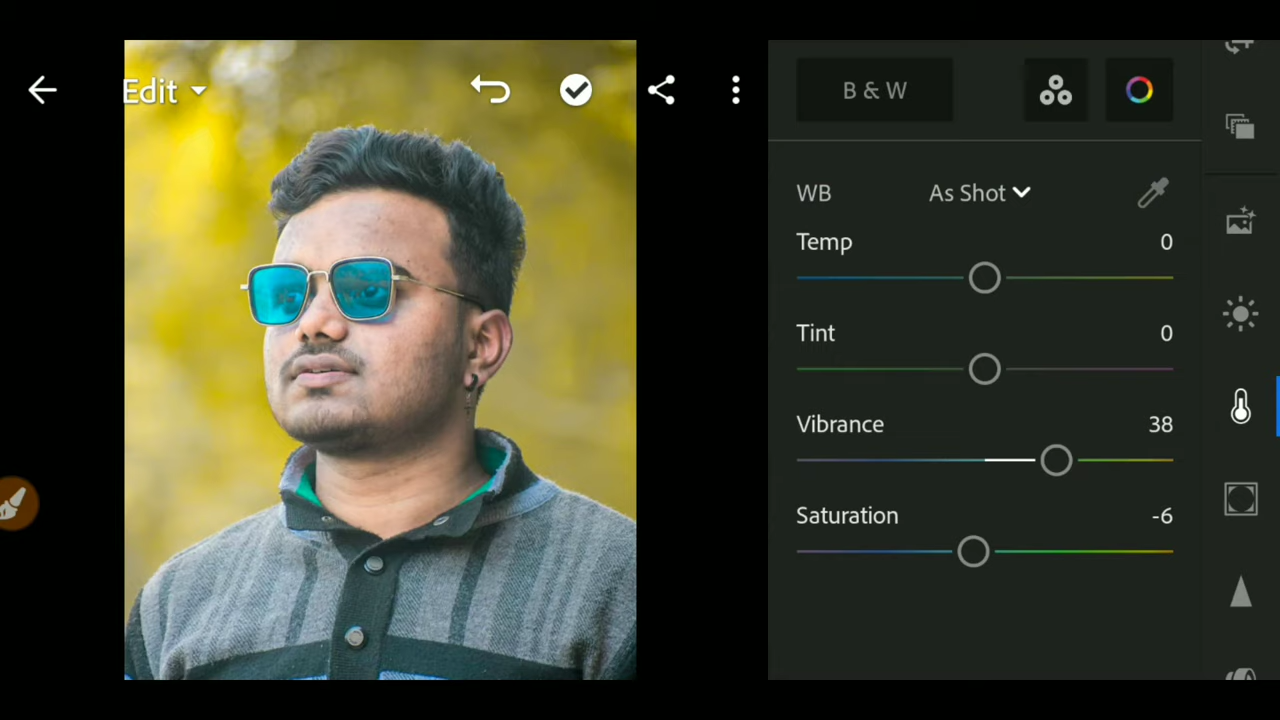 Edit
B & W
WB As Shot
Temp 0
Tint 0
Vibrance 38
Saturation -6